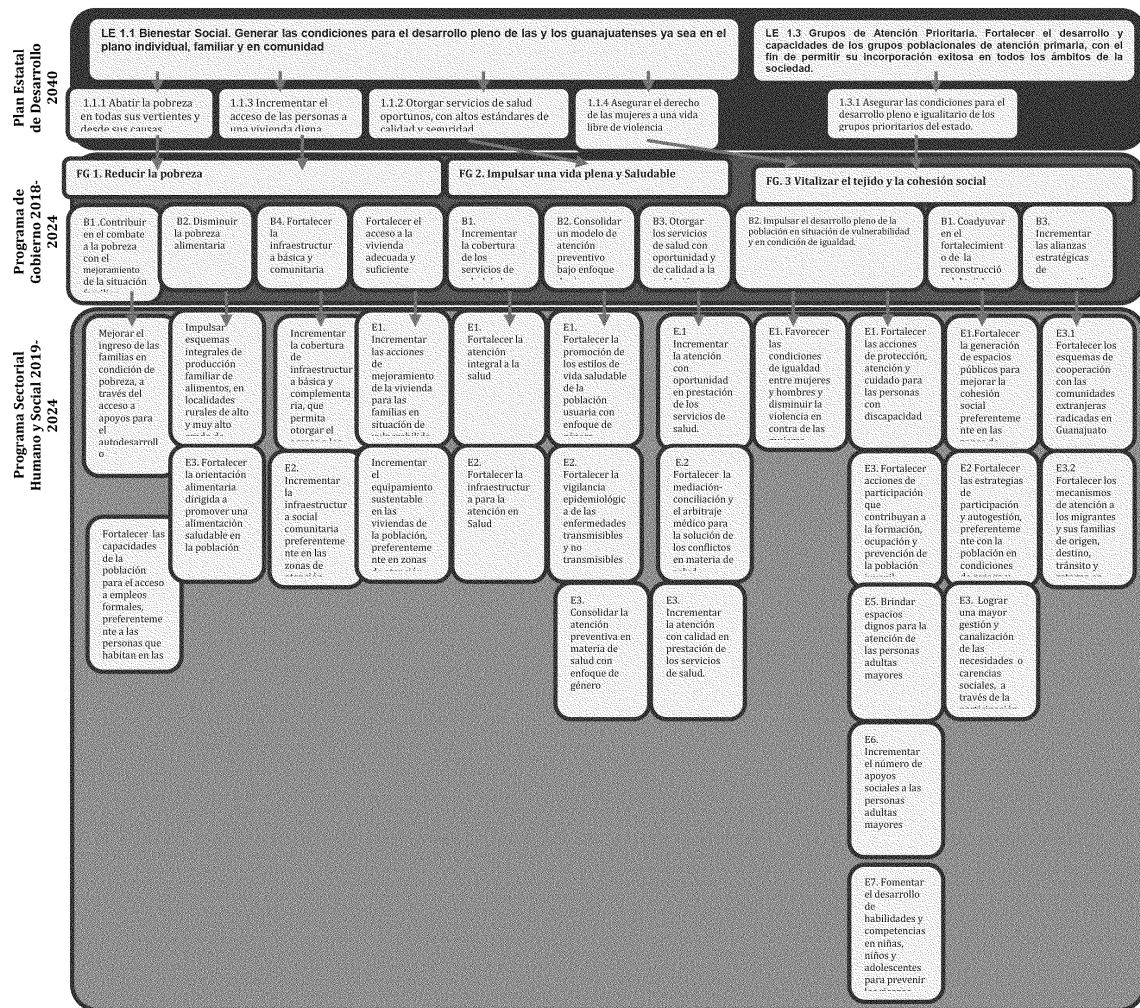 Plan Estatal
de Desarrollo
2040
LE 1.1 Bienestar Social. Generar las condiciones para el desarrollo pleno de las y los guanajuatenses ya sea en el
plano individual, familiar y en comunidad
LE 1.3 Grupos de Atención Prioritaria. Fortalecer el desarrollo y
capacidades de los grupos poblacionales de atención primaria, con el
fin de permitir su incorporación exitosa en todos los ámbitos de la
sociedad.
1.1.1 Abatir la pobreza
en todas sus vertientes y
desde sus causas
1.1.3 Incrementar el
acceso de las personas a
una vivienda digna
1.1.2 Otorgar servicios de salud
oportunos, con altos estándares de
calidad y seguridad
1.1.4 Asegurar el derecho
de las mujeres a una vida
libre de violencia
1.3.1 Asegurar las condiciones para el
desarrollo pleno e igualitario de los
grupos prioritarios del estado.
Programa de
Gobierno 2018-
2024
FG 1. Reducir la pobreza
FG 2. Impulsar una vida plena y Saludable
FG. 3 Vitalizar el tejido y la cohesión social
B1 .Contribuir
en el combate
a la pobreza
con el
mejoramiento
de la situación
B2. Disminuir
la pobreza
alimentaria
B4. Fortalecer
la
infraestructur
a básica y
comunitaria
Fortalecer el
acceso a la
vivienda
adecuada y
suficiente
B1.
Incrementar
la cobertura
de los
servicios de
B2. Consolidar
un modelo de
atención
preventivo
bajo enfoque
B3. Otorgar
los servicios
de salud con
oportunidad y
de calidad a la
B2. Impulsar el desarrollo pleno de la
población en situación de vulnerabilidad
y en condición de igualdad.
B1. Coadyuvar
en el
fortalecimient
o de la
reconstrucció
B3.
Incrementar
las alianzas
estratégicas
de
Programa Sectorial
Humano y Social 2019-
2024
Mejorar el
ingreso de las
familias en
condición de
pobreza, a
través del
acceso a
apoyos para
el
autodesarroll
o
Fortalecer las
capacidades
de la
población
para el acceso
a empleos
formales,
preferenteme
nte a las
personas que
habitan en las
Impulsar
esquemas
integrales de
producción
familiar de
alimentos, en
localidades
rurales de alto
y muy alto
E3. Fortalecer
la orientación
alimentaria
dirigida a
promover una
alimentación
saludable en
la población
Incrementar
la cobertura
de
infraestructur
a básica y
complementa
ria, que
permita
otorgar el
E2.
Incrementar
la
infraestructur
a social
comunitaria
preferenteme
nte en las
zonas de
atención
E1.
Incrementar
las acciones
de
mejoramiento
de la vivienda
para las
familias en
situación de
Incrementar
el
equipamiento
sustentable
en las
viviendas de
la población,
preferenteme
nte en zonas
E1.
Fortalecer la
atención
integral a la
salud
E2.
Fortalecer la
infraestructur
a para la
atención en
Salud
E1.
Fortalecer la
promoción de
los estilos de
vida saludable
de la
población
usuaria con
enfoque de
género
E2.
Fortalecer la
vigilancia
epidemiológic
a de las
enfermedades
transmisibles
y no
transmisibles
E3.
Consolidar la
atención
preventiva en
materia de
salud con
enfoque de
género
E.1
Incrementar
la atención
con
oportunidad
en prestación
de los
servicios de
salud.
E.2
Fortalecer la
mediación-
conciliación y
el arbitraje
médico para
la solución de
los conflictos
en materia de
E3.
Incrementar
la atención
con calidad en
prestación de
los servicios
de salud.
E1. Favorecer
las
condiciones
de igualdad
entre mujeres
y hombres y
disminuir la
violencia en
contra de las
mujeres
E1. Fortalecer
las acciones
de protección,
atención y
cuidado para
las personas
con
discapacidad
E3. Fortalecer
acciones de
participación
que
contribuyan a
la formación,
ocupación y
prevención de
la población
E5. Brindar
espacios
dignos para la
atención de
las personas
adultas
mayores
E6.
Incrementar
el número de
apoyos
sociales a las
personas
adultas
mayores
E7. Fomentar
el desarrollo
de
habilidades y
competencias
en niñas,
niños y
adolescentes
para prevenir
E1.Fortalecer
la generación
de espacios
públicos para
mejorar la
cohesión
social
preferenteme
nte en las
E2 Fortalecer
las estrategias
de
participación
y autogestión,
preferenteme
nte con la
población en
condiciones
E3. Lograr
una mayor
gestión y
canalización
de las
necesidades o
carencias
sociales, a
través de la
E3.1
Fortalecer los
esquemas de
cooperación
con las
comunidades
extranjeras
radicadas en
Guanajuato
E3.2
Fortalecer los
mecanismos
de atención a
los migrantes
y sus familias
de origen,
destino,
tránsito y